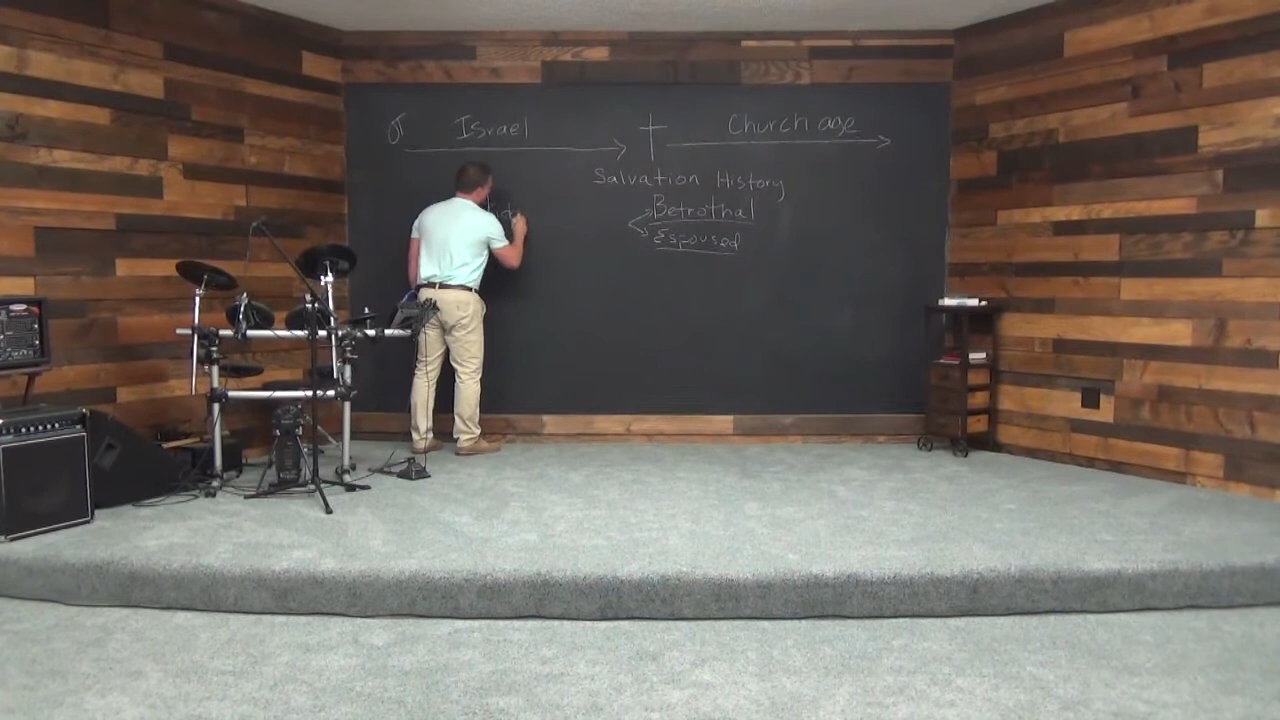 Israel Church age
Salvation History
Betrothal
Espoused